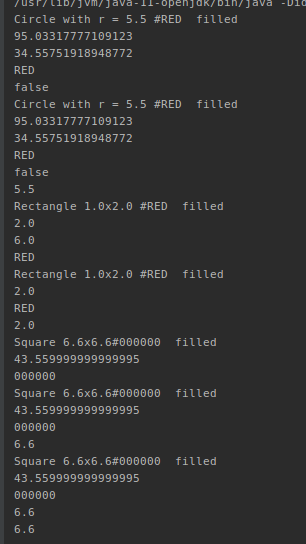 /usr/lib/jvm/java-11-openjdk/bin/java -Did
Circle with r = 5.5 #RED  filled
95.03317777109123
34.55751918948772
RED
false
Circle with r = 5.5 #RED  filled
95.03317777109123
34.55751918948772
RED
false
5.5
Rectangle 1.0x2.0 #RED  filled
2.0
6.0
RED
Rectangle 1.0x2.0 #RED  filled
2.0
RED
2.0
Square 6.6x6.6#000000  filled
43.559999999999995
000000
Square 6.6x6.6#000000  filled
43.559999999999995
000000
6.6
Square 6.6x6.6#000000  filled
43.559999999999995
000000
6.6
6.6